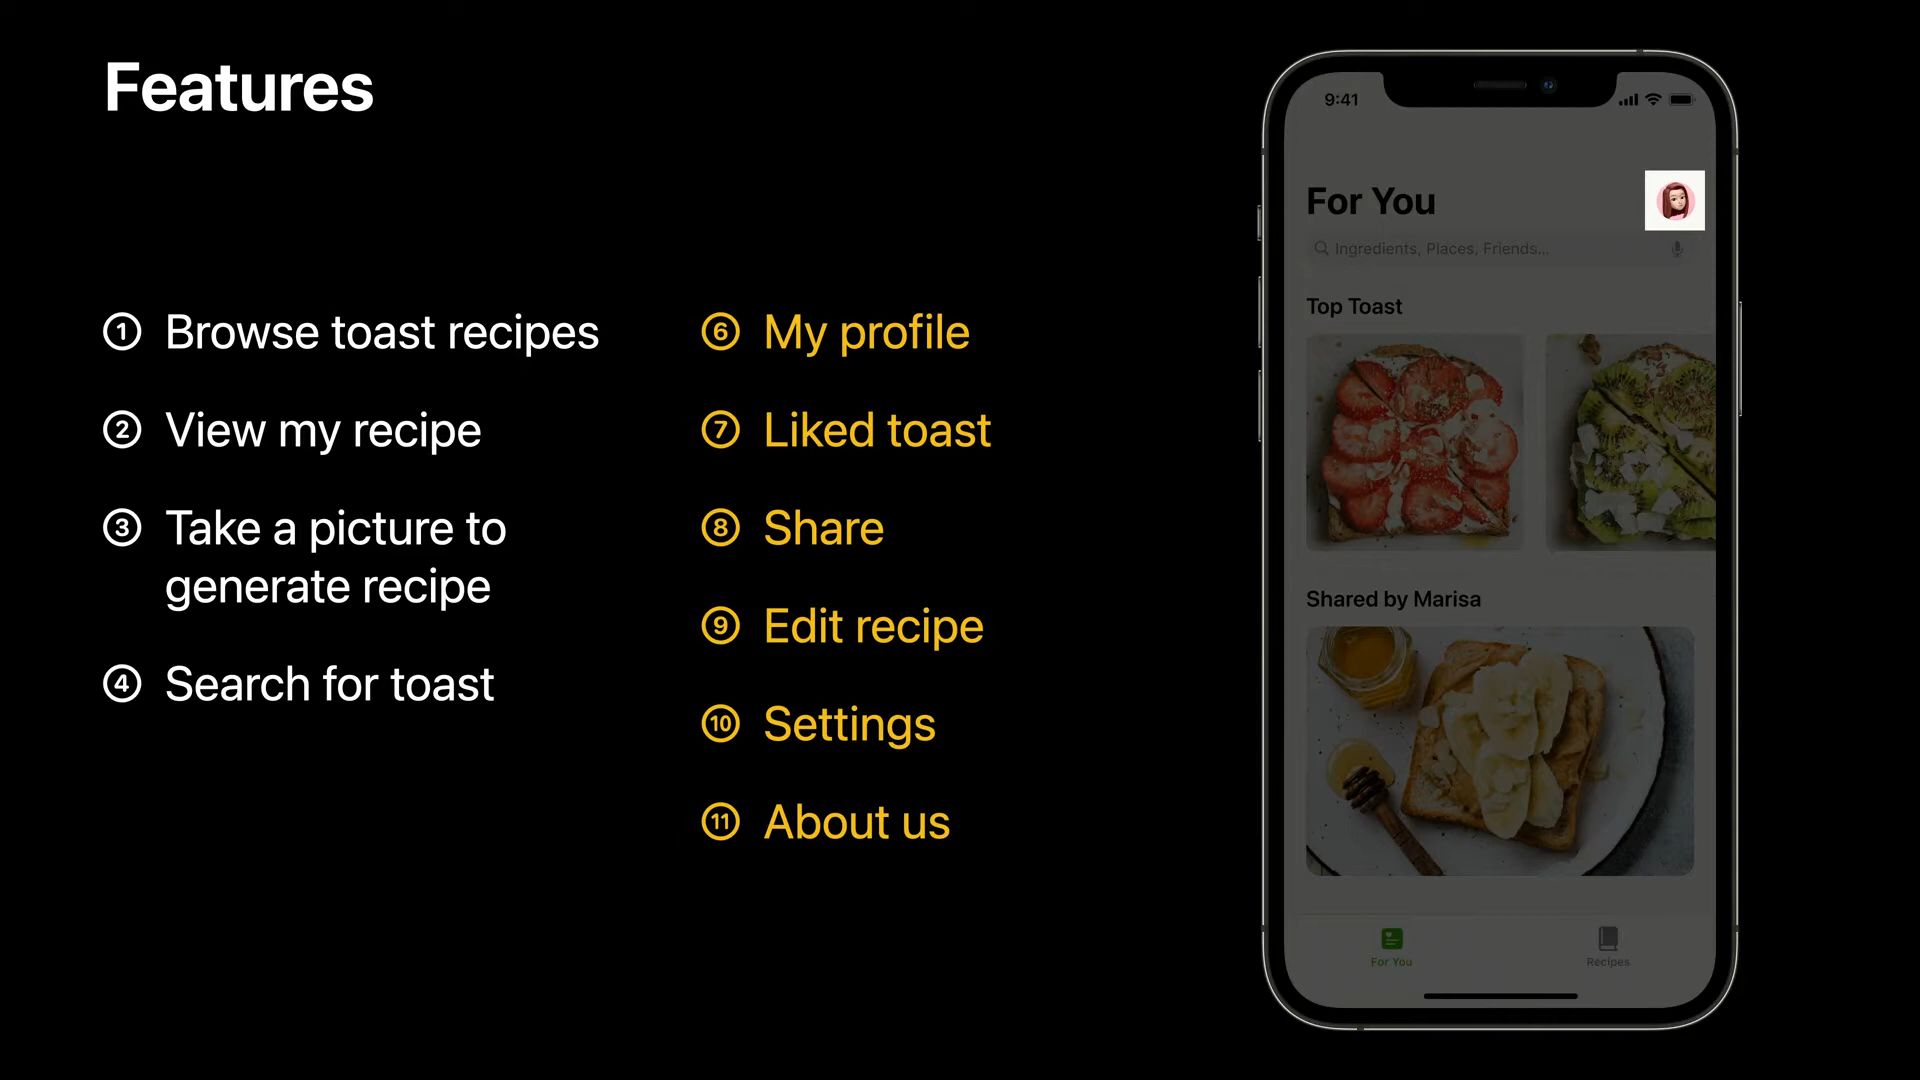 Features
① Browse toast recipes
② View my recipe
③ Take a picture to
generate recipe
④ Search for toast
⑥ My profile
⑦ Liked toast
⑧ Share
⑨ Edit recipe
⑩ Settings
⑪ About us
9:41
For You
Ingredients, Places, Friends...
Top Toast
Shared by Marisa
For You
Recipes